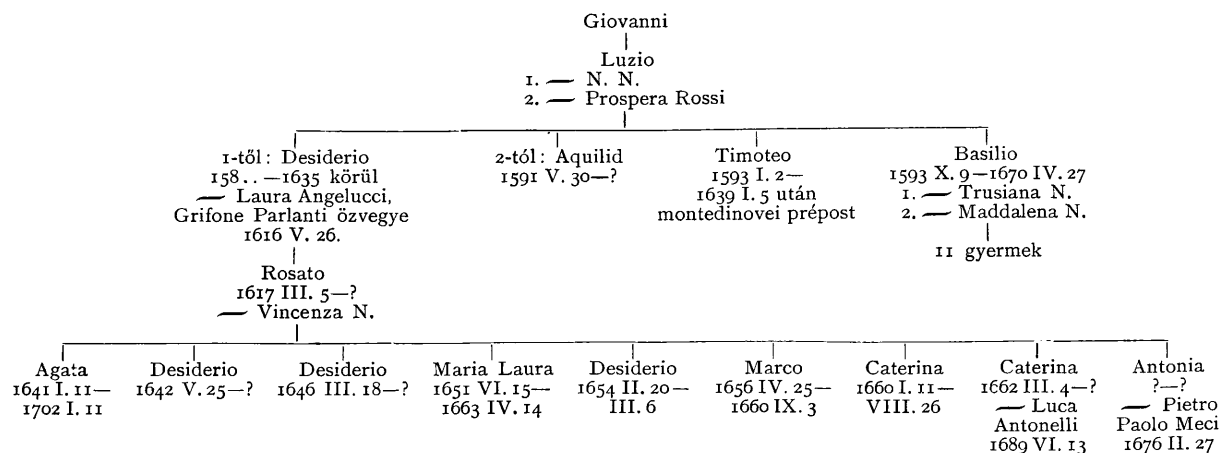 Giovanni
Luzio
1. — N. N.
2. — Prospera Rossi
1-től: Desiderio
158..—1635 körül
— Laura Angelucci,
Grifone Parlanti özvegye
1616 V. 26.
2-tól: Aquilid
1591 V. 30—?
Timoteo
1593 I. 2—
1639 I. 5 után
montedinovei prépost
Basilio
1593 X. 9—1670 IV. 27
1. — Trusiana N.
2. — Maddalena N.
11 gyermek
Rosato
1617 III. 5—?
— Vincenza N.
Agata
1641 I. 11—
1702 I. 11
Desiderio
1642 V. 25—?
Desiderio
1646 III. 18—?
Maria Laura
1651 VI. 15—
1663 IV. 14
Desiderio
1654 II. 20—
III. 6
Marco
1656 IV. 25—
1660 IX. 3
Caterina
1660 I. 11—
VIII. 26
Caterina
1662 III. 4—?
— Luca
Antonelli
1689 VI. 13
Antonia
?—?
— Pietro
Paolo Meci
1676 II. 27